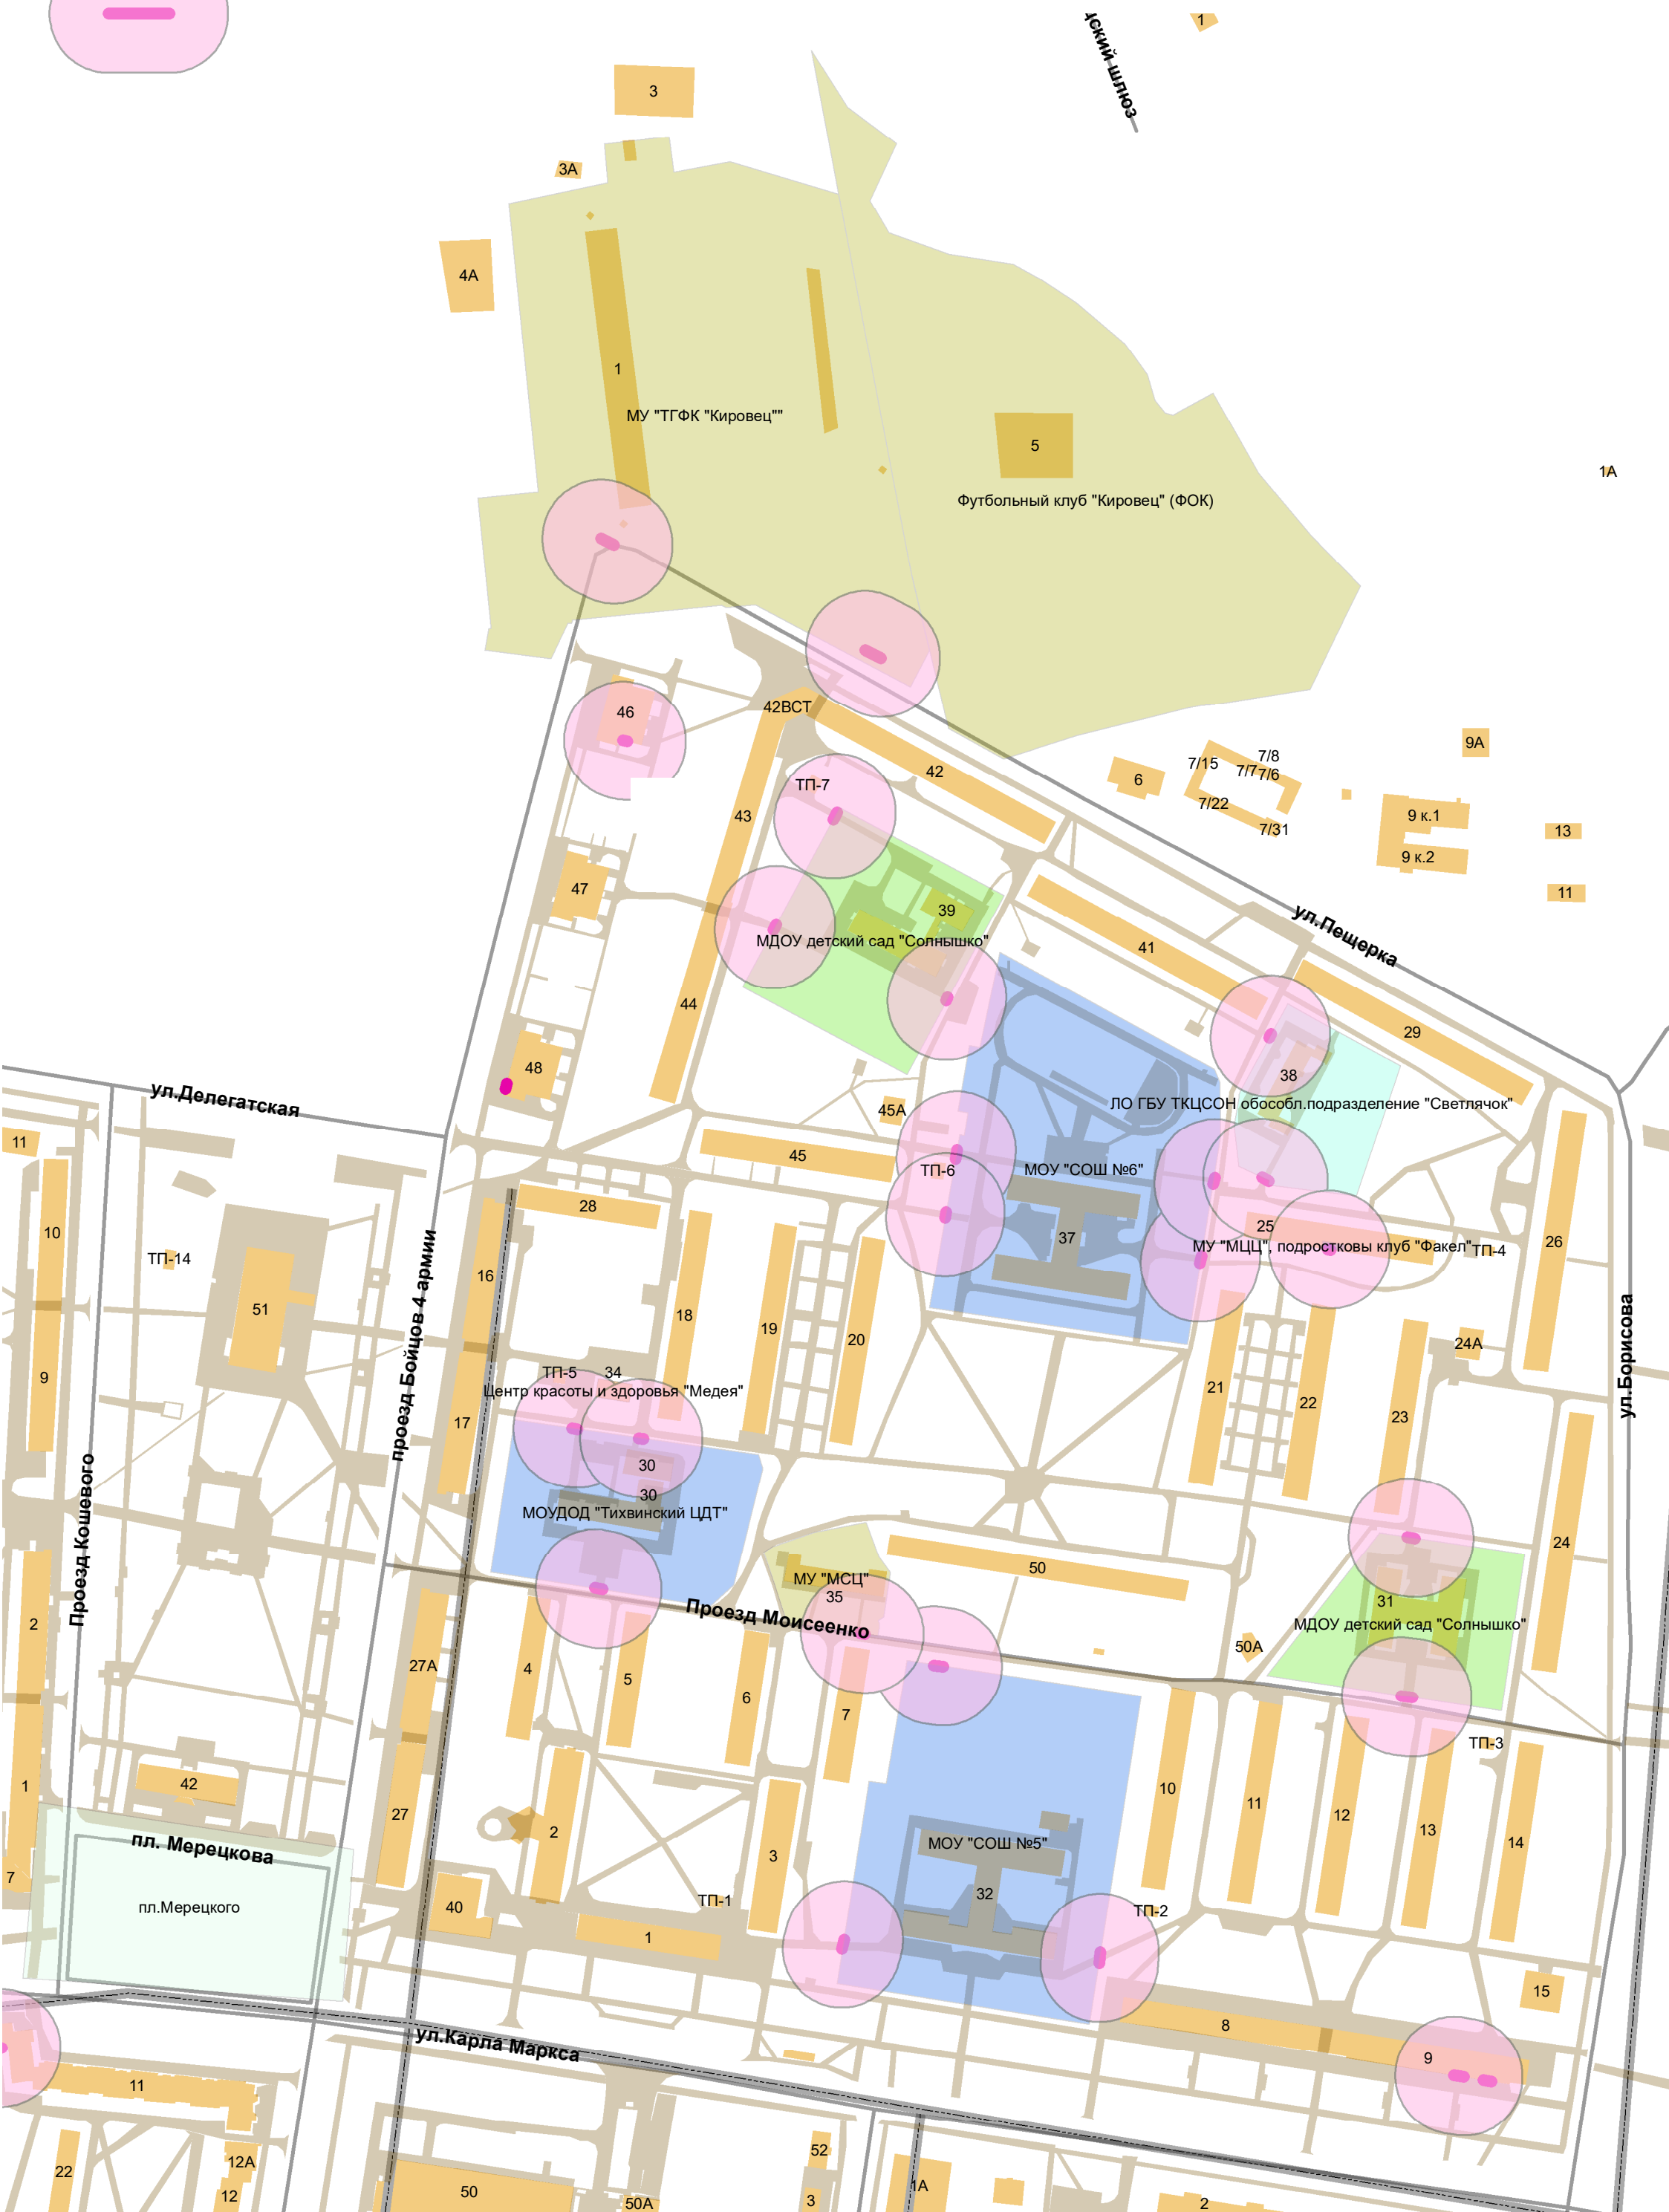 1
дский шлюз
3
3А
4А
1
МУ "ТГФК "Кировец""
5
1А
Футбольный клуб "Кировец" (ФОК)
42ВСТ
46
9А
7/8
7/15
7/7
7/6
42
6
ТП-7
7/22
43
9 к.1
7/31
13
9 к.2
47
11
39
ул.Пещерка
МДОУ детский сад "Солнышко"
41
44
29
48
38
ул.Делегатская
ЛО ГБУ ТКЦСОН обособл.подразделение "Светлячок"
45А
11
45
ТП-6
МОУ "СОШ №6"
28
25
10
37
26
МУ "МЦЦ", подростковы клуб "Факел"
ТП-4
ТП-14
16
51
18
19
20
24А
проезд Бойцов 4 армии
ул.Борисова
ТП-5
34
9
21
Центр красоты и здоровья "Медея"
22
23
17
30
30
МОУДОД "Тихвинский ЦДТ"
Проезд Кошевого
24
50
МУ "МСЦ"
35
31
Проезд Моисеенко
МДОУ детский сад "Солнышко"
2
50А
27А
4
5
6
7
ТП-3
42
1
10
11
27
12
13
2
14
МОУ "СОШ №5"
пл. Мерецкова
3
7
32
ТП-1
пл.Мерецкого
40
ТП-2
1
15
8
ул.Карла Маркса
9
11
52
12А
22
1А
50
12
3
50А
2